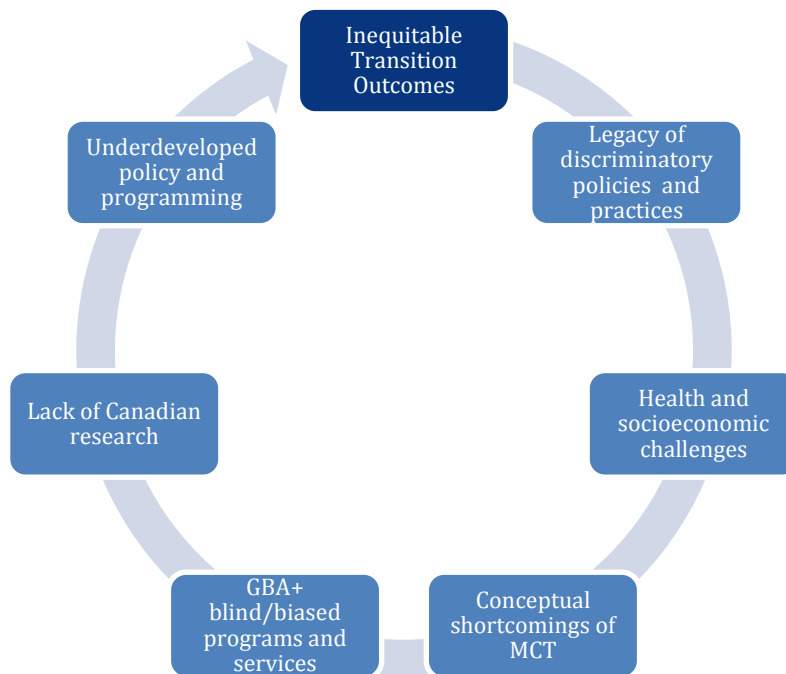 Inequitable
Transition
Outcomes
Legacy of
discriminatory
policies and
practices
Health and
socioeconomic
challenges
Conceptual
shortcomings of
MCT
GBA+
blind/biased
programs and
services
Lack of Canadian
research
Underdeveloped
policy and
programming